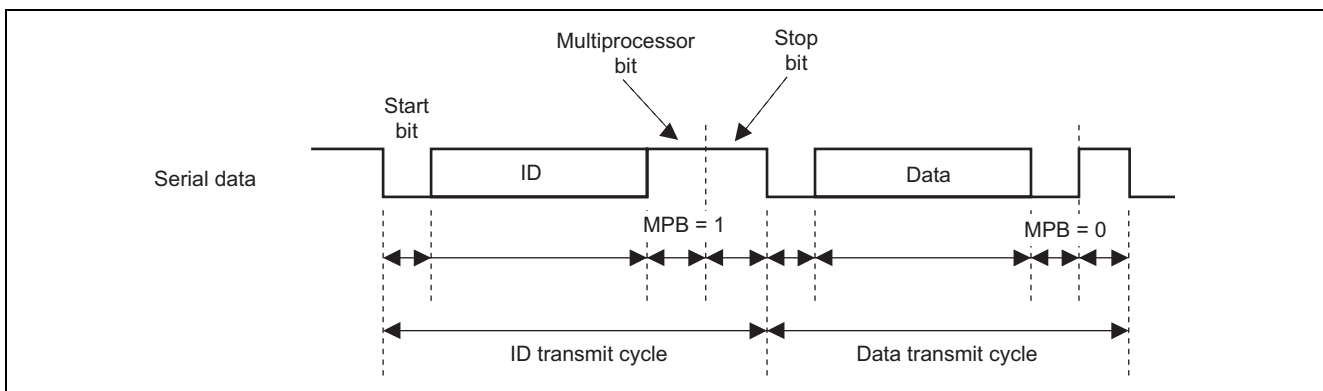 Multiprocessor
bit
Stop
bit
Start
bit
Serial data
ID
Data
MPB = 1
MPB = 0
ID transmit cycle
Data transmit cycle